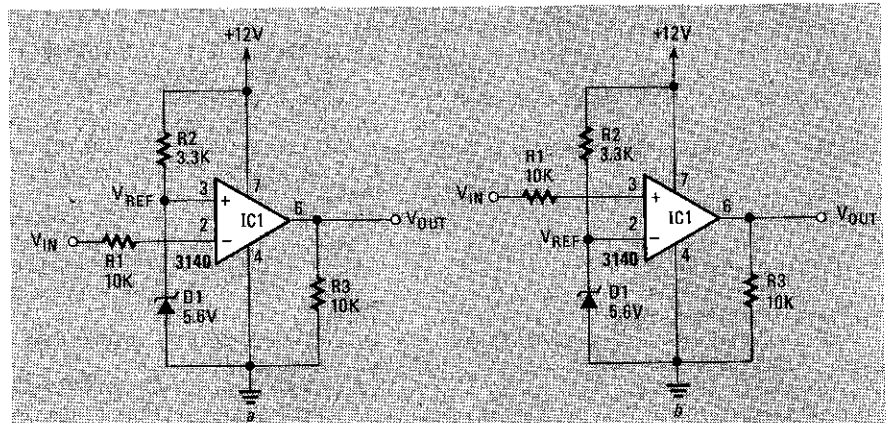 +12V
R2
3.3K
VREF
3
+
7
IC1
6
VOUT
2
−
VIN
R1
10K
3140
4
D1
5.6V
R3
10K
a
+12V
R2
3.3K
R1
10K
VIN
3
+
7
IC1
6
VOUT
2
−
VREF
3140
4
D1
5.6V
R3
10K
b